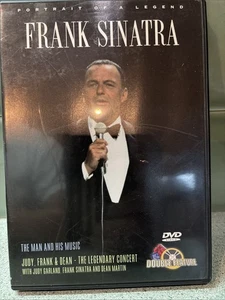 PORTRAIT OF A LEGEND
FRANK SINATRA
THE MAN AND HIS MUSIC
JUDY, FRANK & DEAN - THE LEGENDARY CONCERT
WITH JUDY GARLAND, FRANK SINATRA AND DEAN MARTIN
DVD
DOUBLE FEATURE